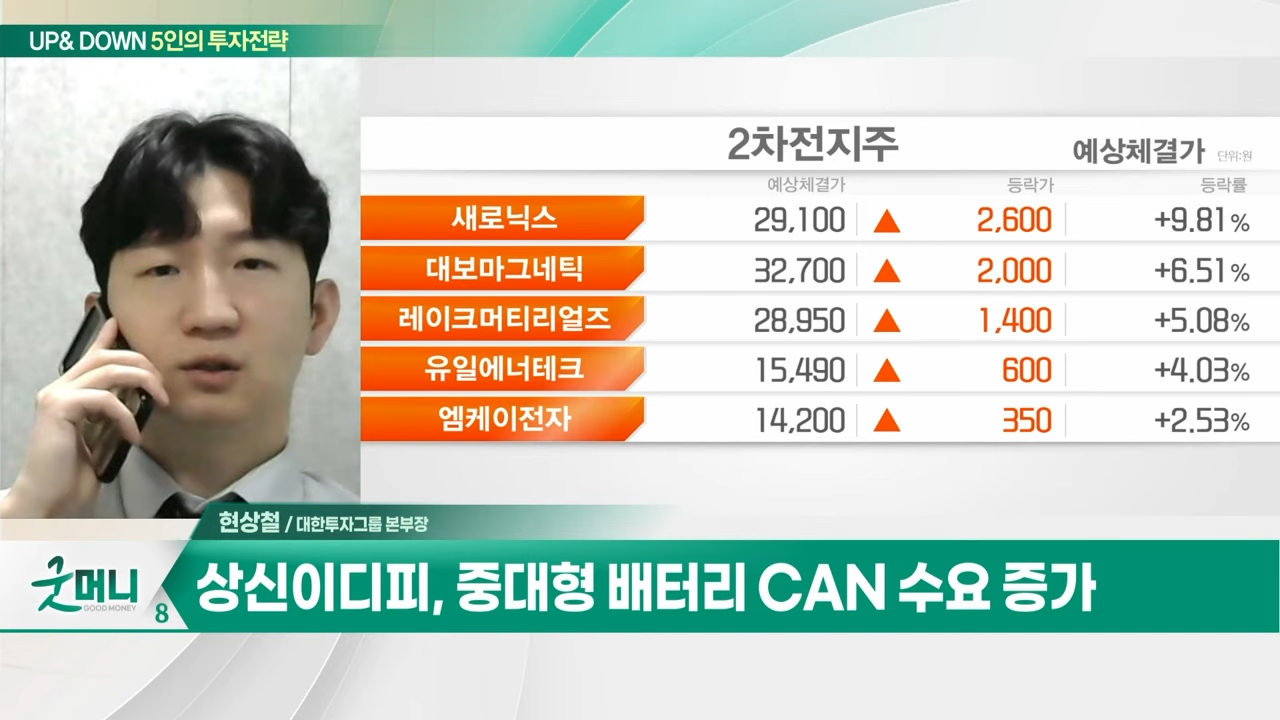 UP& DOWN 5인의 투자전략
2차전지주
예상체결가 단위:원
예상체결가 등락가 등락률
새로닉스 29,100 ▲ 2,600 +9.81%
대보마그네틱 32,700 ▲ 2,000 +6.51%
레이크머티리얼즈 28,950 ▲ 1,400 +5.08%
유일에너테크 15,490 ▲ 600 +4.03%
엠케이전자 14,200 ▲ 350 +2.53%
현상철 / 대한투자그룹 본부장
굿머니
GOOD MONEY
8
상신이디피, 중대형 배터리 CAN 수요 증가